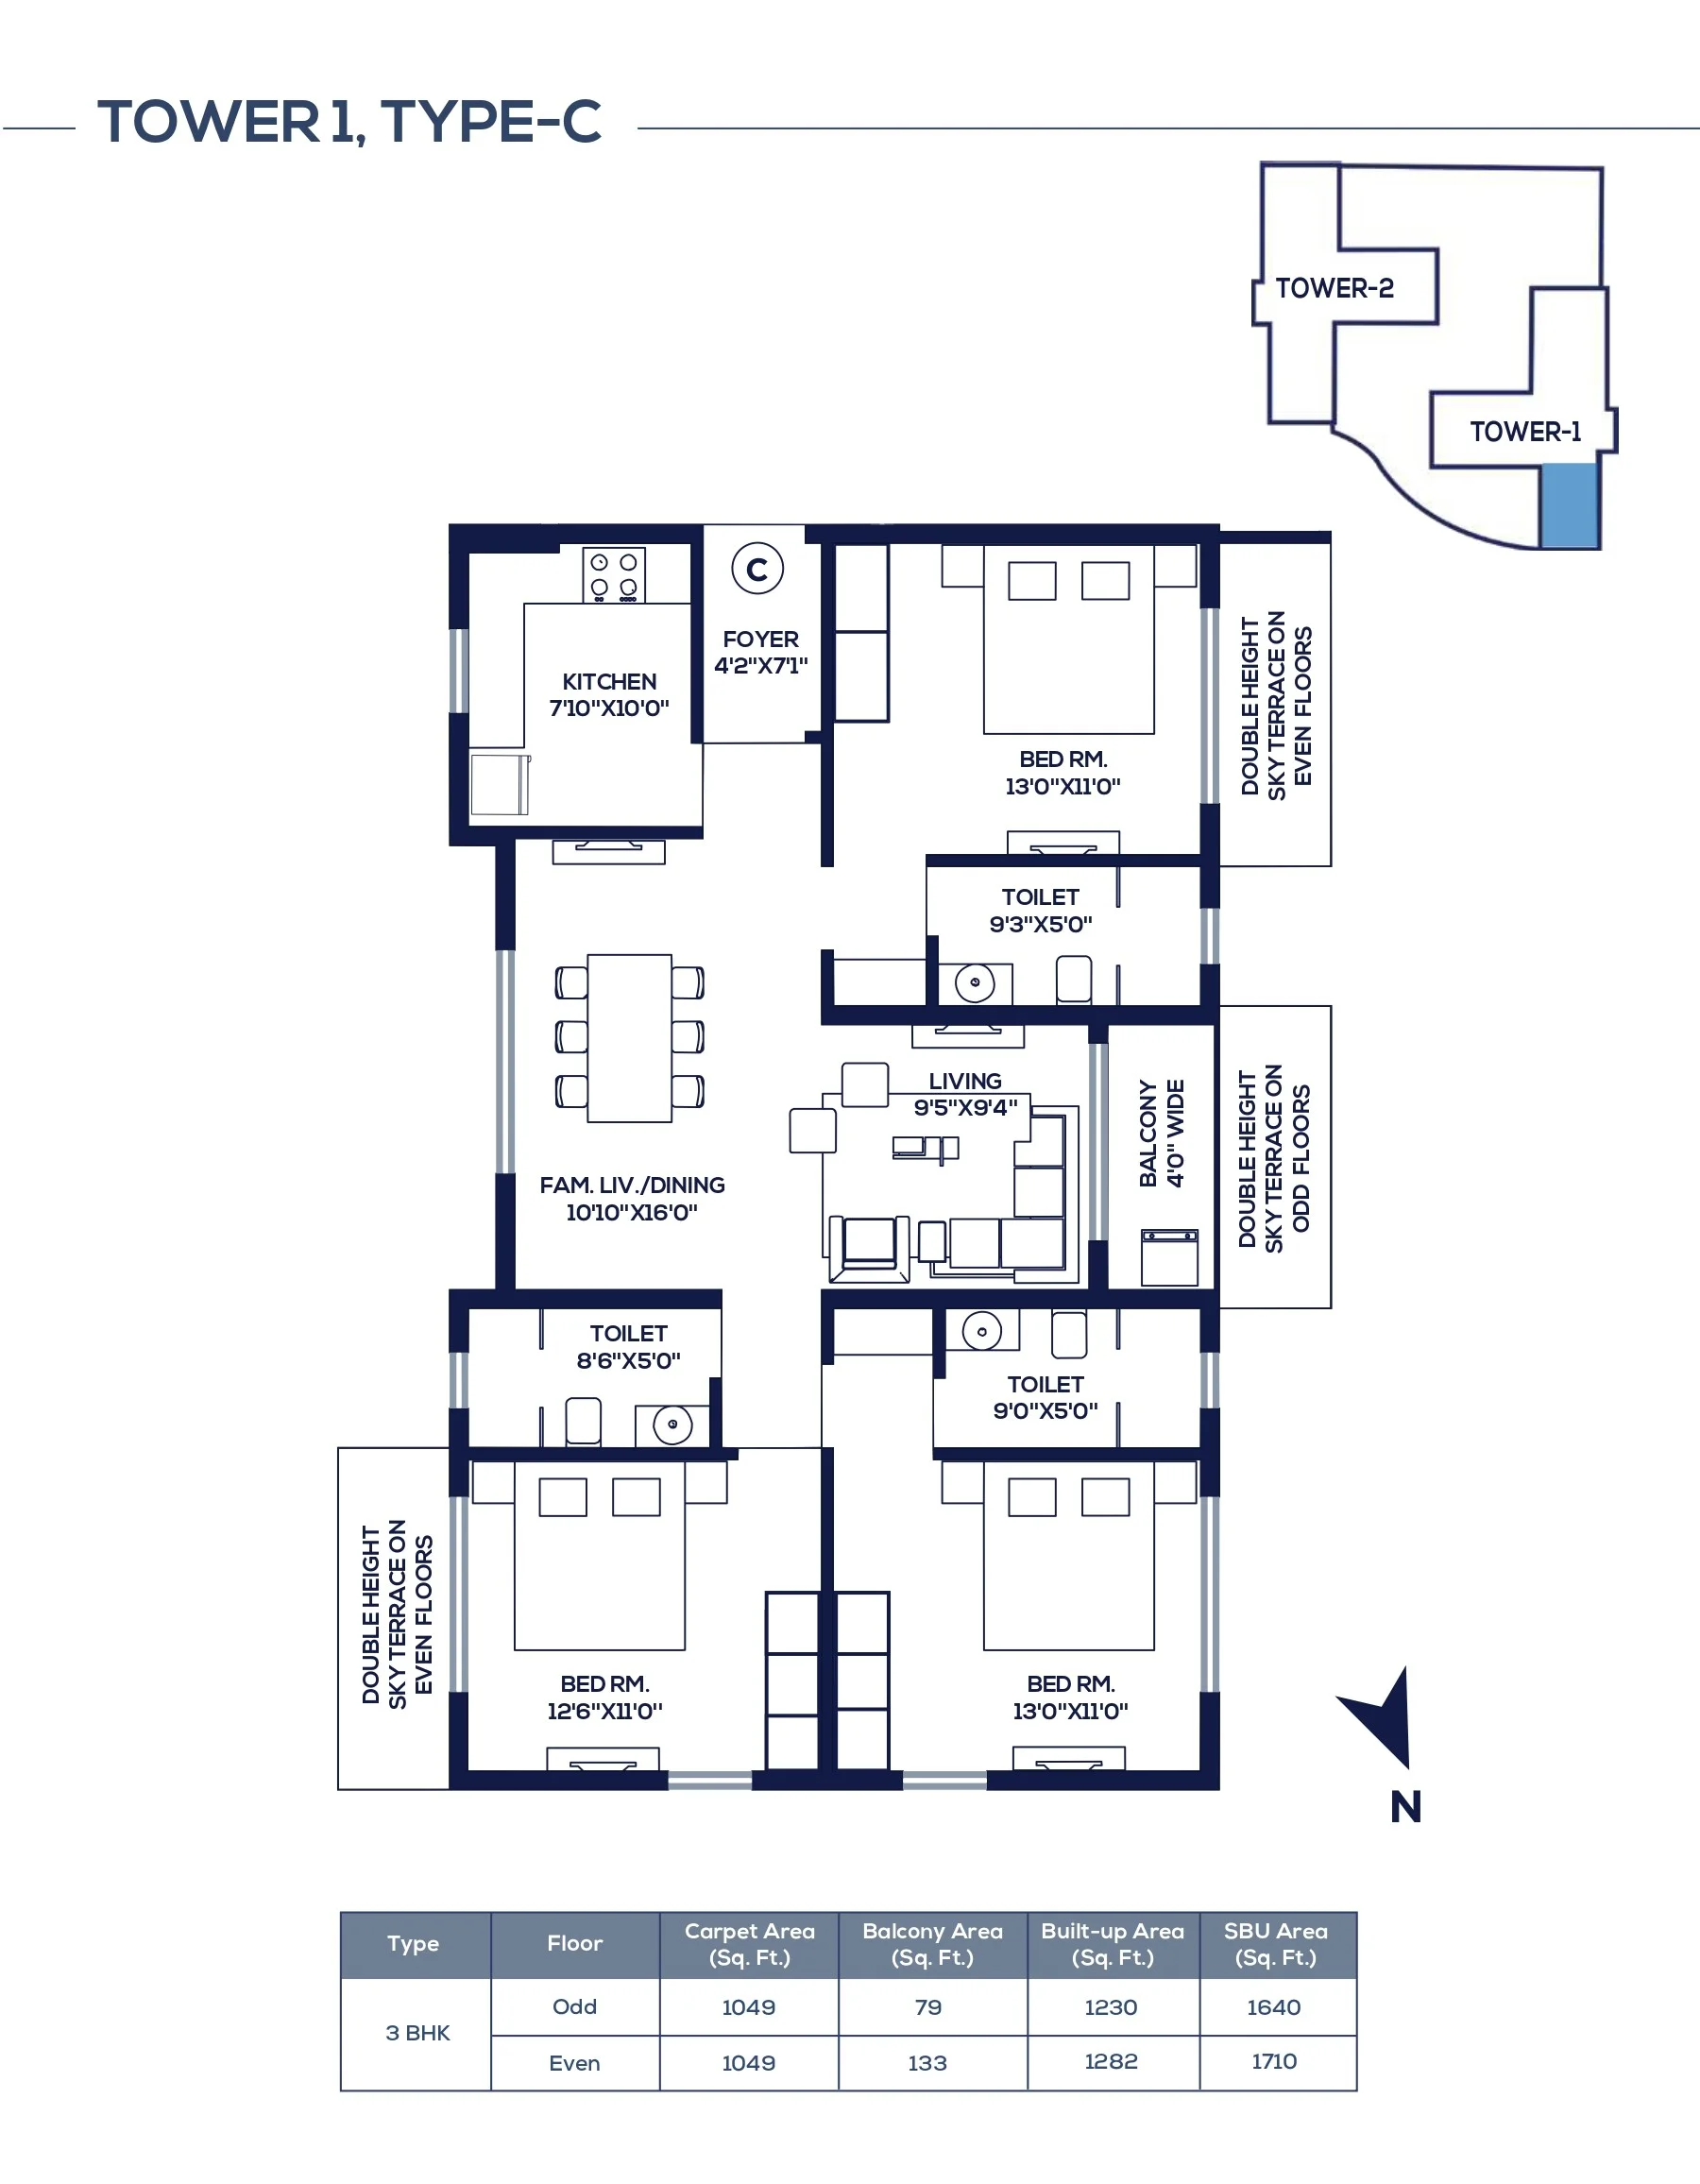 TOWER 1, TYPE-C
TOWER-2
TOWER-1
C
FOYER
4'2"X7'1"
KITCHEN
7'10"X10'0"
BED RM.
13'0"X11'0"
DOUBLE HEIGHT
SKY TERRACE ON
EVEN FLOORS
TOILET
9'3"X5'0"
LIVING
9'5"X9'4"
BALCONY
4'0" WIDE
DOUBLE HEIGHT
SKY TERRACE ON
ODD FLOORS
FAM. LIV./DINING
10'10"X16'0"
TOILET
8'6"X5'0"
TOILET
9'0"X5'0"
DOUBLE HEIGHT
SKY TERRACE ON
EVEN FLOORS
BED RM.
12'6"X11'0"
BED RM.
13'0"X11'0"
N
Type Floor Carpet Area (Sq. Ft.) Balcony Area (Sq. Ft.) Built-up Area (Sq. Ft.) SBU Area (Sq. Ft.)
3 BHK
Odd 1049 79 1230 1640
Even 1049 133 1282 1710